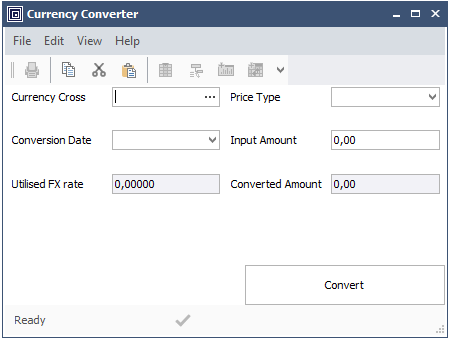 Currency Converter
File Edit View Help
Currency Cross ... Price Type
Conversion Date Input Amount 0,00
Utilised FX rate 0,00000 Converted Amount 0,00
Convert
Ready